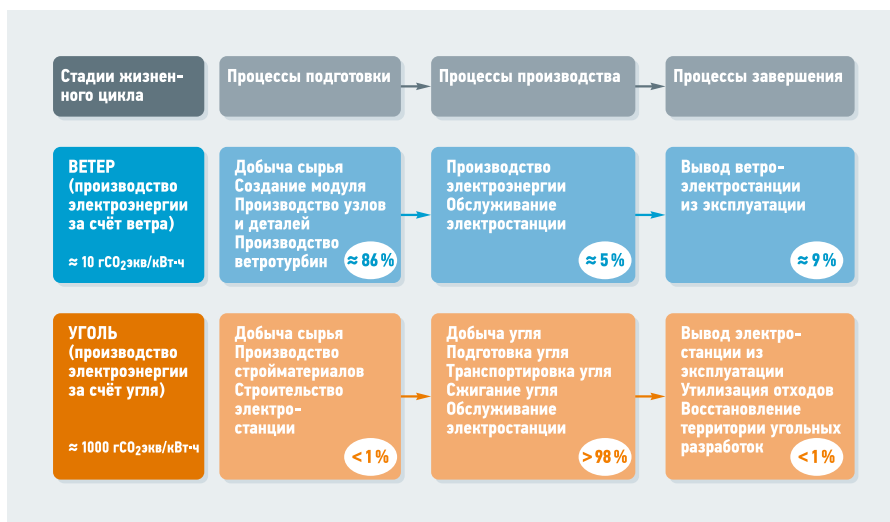 Стадии жизнен-
ного цикла
Процессы подготовки
Процессы производства
Процессы завершения
ВЕТЕР
(производство
электроэнергии
за счёт ветра)
≈ 10 гCO₂экв/кВт·ч
Добыча сырья
Создание модуля
Производство узлов
и деталей
Производство
ветротурбин
≈ 86 %
Производство
электроэнергии
Обслуживание
электростанции
≈ 5 %
Вывод ветро-
электростанции
из эксплуатации
≈ 9 %
УГОЛЬ
(производство
электроэнергии
за счёт угля)
≈ 1000 гCO₂экв/кВт·ч
Добыча сырья
Производство
стройматериалов
Строительство
электро-
станции
< 1 %
Добыча угля
Подготовка угля
Транспортировка угля
Сжигание угля
Обслуживание
электростанции
> 98 %
Вывод электро-
станции из
эксплуатации
Утилизация отходов
Восстановление
территории угольных
разработок
< 1 %